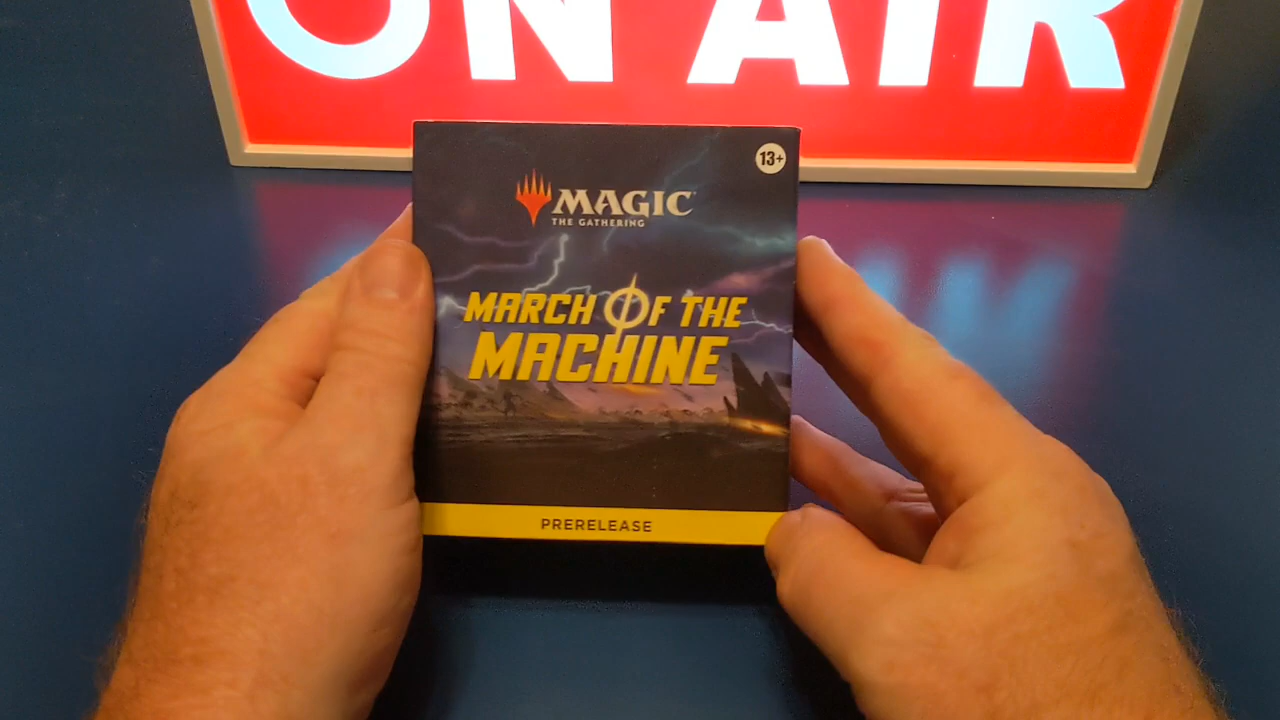 ON AIR
13+
MAGIC
THE GATHERING
MARCH OF THE
MACHINE
PRERELEASE